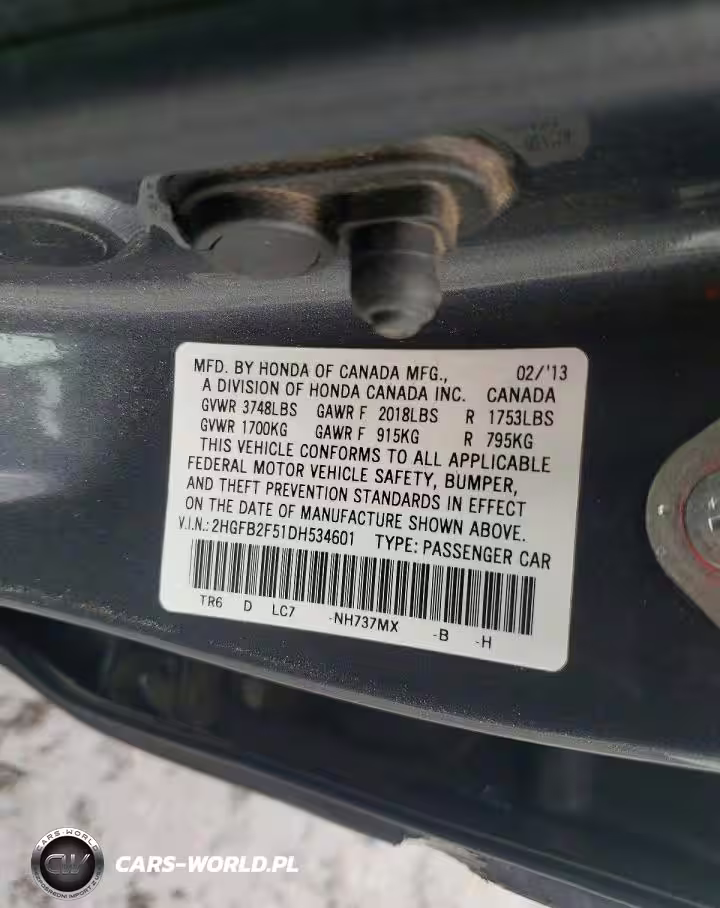 MFD. BY HONDA OF CANADA MFG., 02/'13
A DIVISION OF HONDA CANADA INC. CANADA
GVWR 3748LBS GAWR F 2018LBS R 1753LBS
GVWR 1700KG GAWR F 915KG R 795KG
THIS VEHICLE CONFORMS TO ALL APPLICABLE
FEDERAL MOTOR VEHICLE SAFETY, BUMPER,
AND THEFT PREVENTION STANDARDS IN EFFECT
ON THE DATE OF MANUFACTURE SHOWN ABOVE.
V.I.N.: 2HGFB2F51DH534601 TYPE: PASSENGER CAR
TR6 D LC7 -NH737MX -B -H
CARS-WORLD
CW
CARS-WORLD.PL